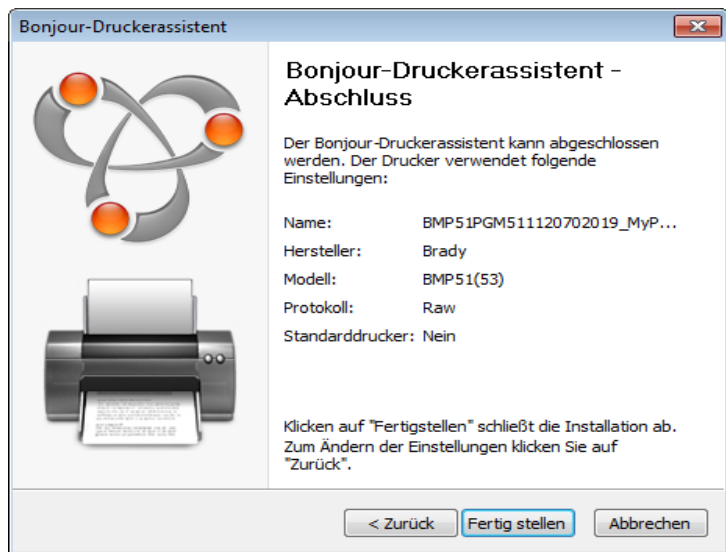 Bonjour-Druckerassistent
Bonjour-Druckerassistent -
Abschluss
Der Bonjour-Druckerassistent kann abgeschlossen
werden. Der Drucker verwendet folgende
Einstellungen:
Name: BMP51PGM511120702019_MyP...
Hersteller: Brady
Modell: BMP51(53)
Protokoll: Raw
Standarddrucker: Nein
Klicken auf "Fertigstellen" schließt die Installation ab.
Zum Ändern der Einstellungen klicken Sie auf
"Zurück".
< Zurück Fertig stellen Abbrechen